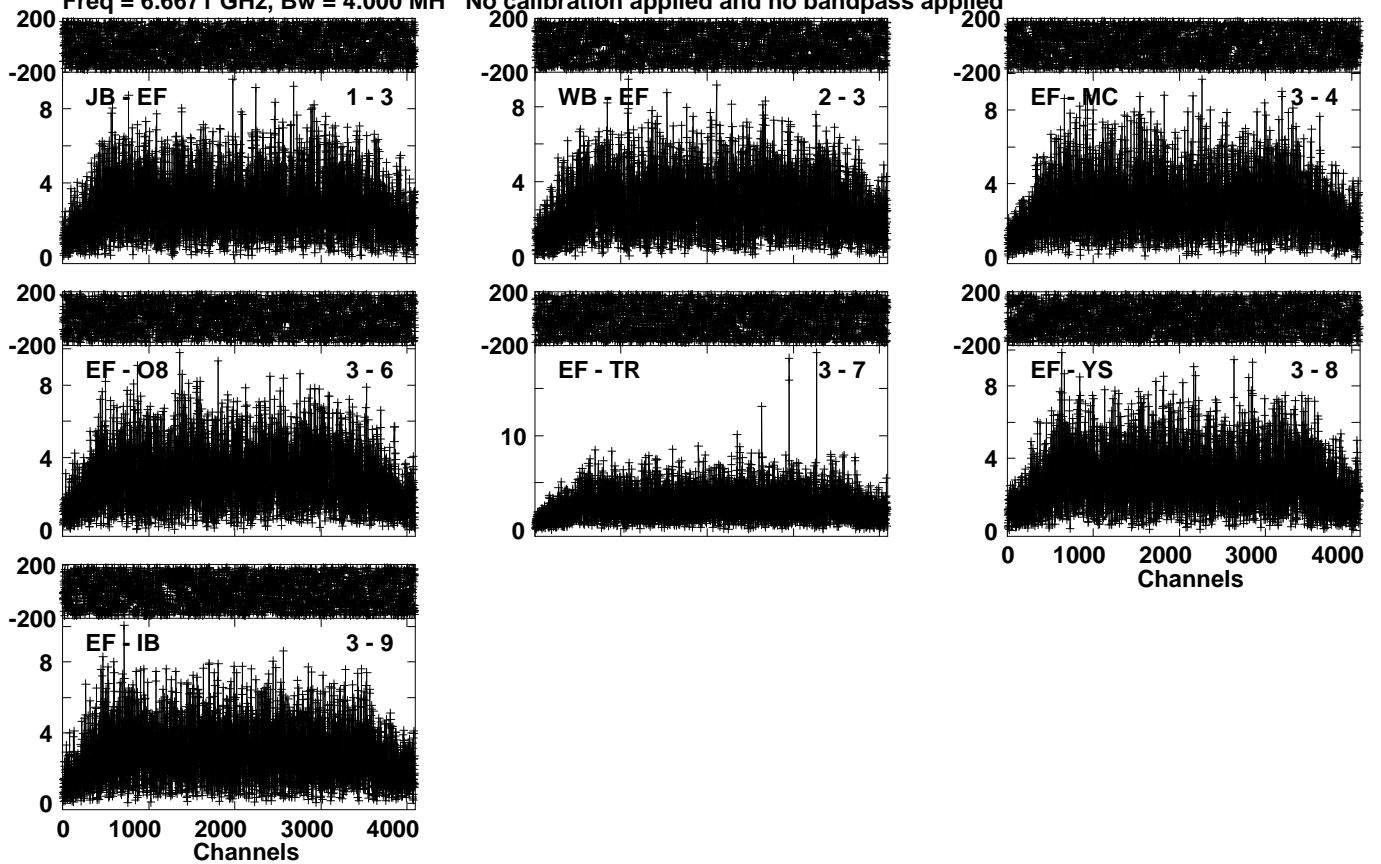 Freq = 6.6671 GHz, Bw = 4.000 MH No calibration applied and no bandpass applied
200
-200
JB - EF 1 - 3
8
4
0
200
-200
WB - EF 2 - 3
8
4
0
200
-200
EF - MC 3 - 4
8
4
0
200
-200
EF - O8 3 - 6
8
4
0
200
-200
EF - TR 3 - 7
10
0
200
-200
EF - YS 3 - 8
8
4
0
0 1000 2000 3000 4000
Channels
200
-200
EF - IB 3 - 9
8
4
0
0 1000 2000 3000 4000
Channels